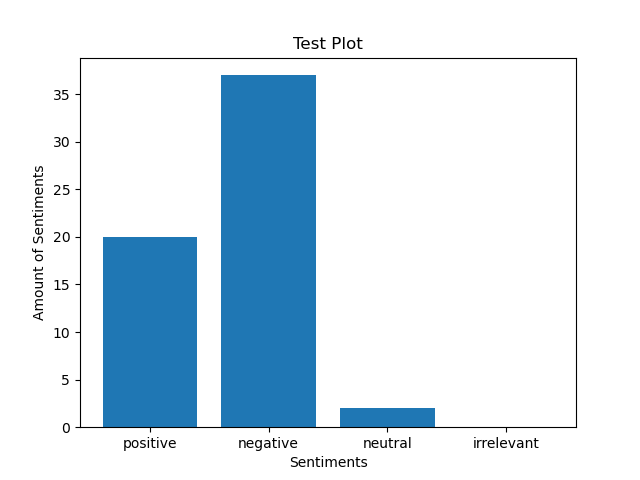 Test Plot
Amount of Sentiments
35
30
25
20
15
10
5
0
positive negative neutral irrelevant
Sentiments